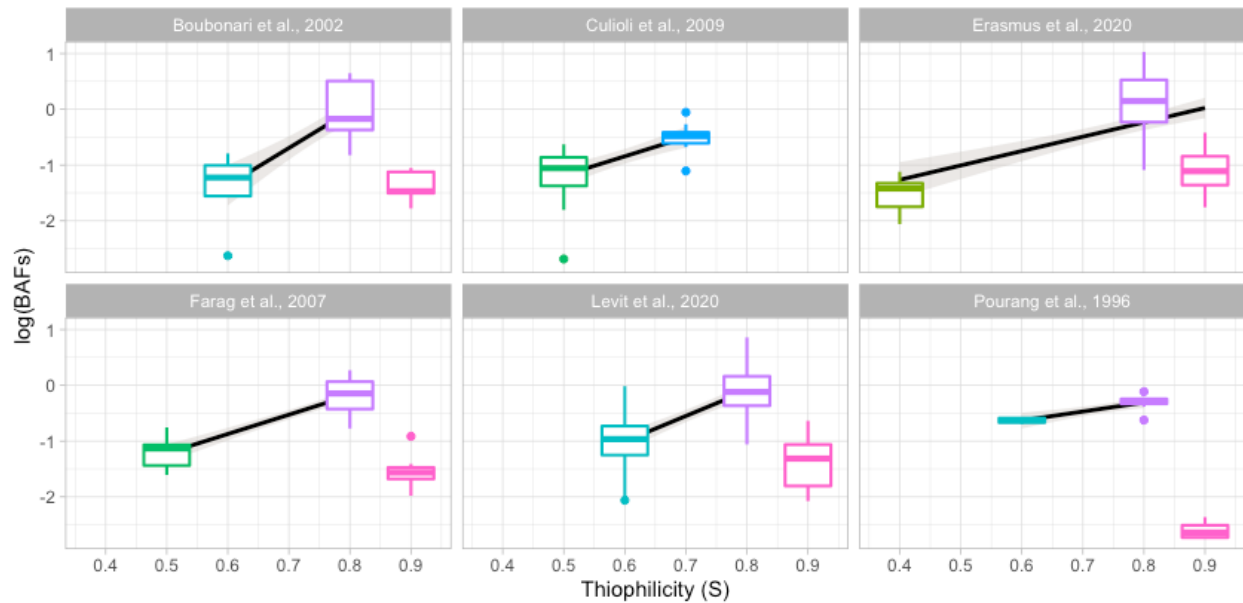 Boubonari et al., 2002
Culioli et al., 2009
Erasmus et al., 2020
1
0
-1
-2
Farag et al., 2007
Levit et al., 2020
Pourang et al., 1996
1
0
-1
-2
log(BAFs)
0.4 0.5 0.6 0.7 0.8 0.9
0.4 0.5 0.6 0.7 0.8 0.9
0.4 0.5 0.6 0.7 0.8 0.9
Thiophilicity (S)